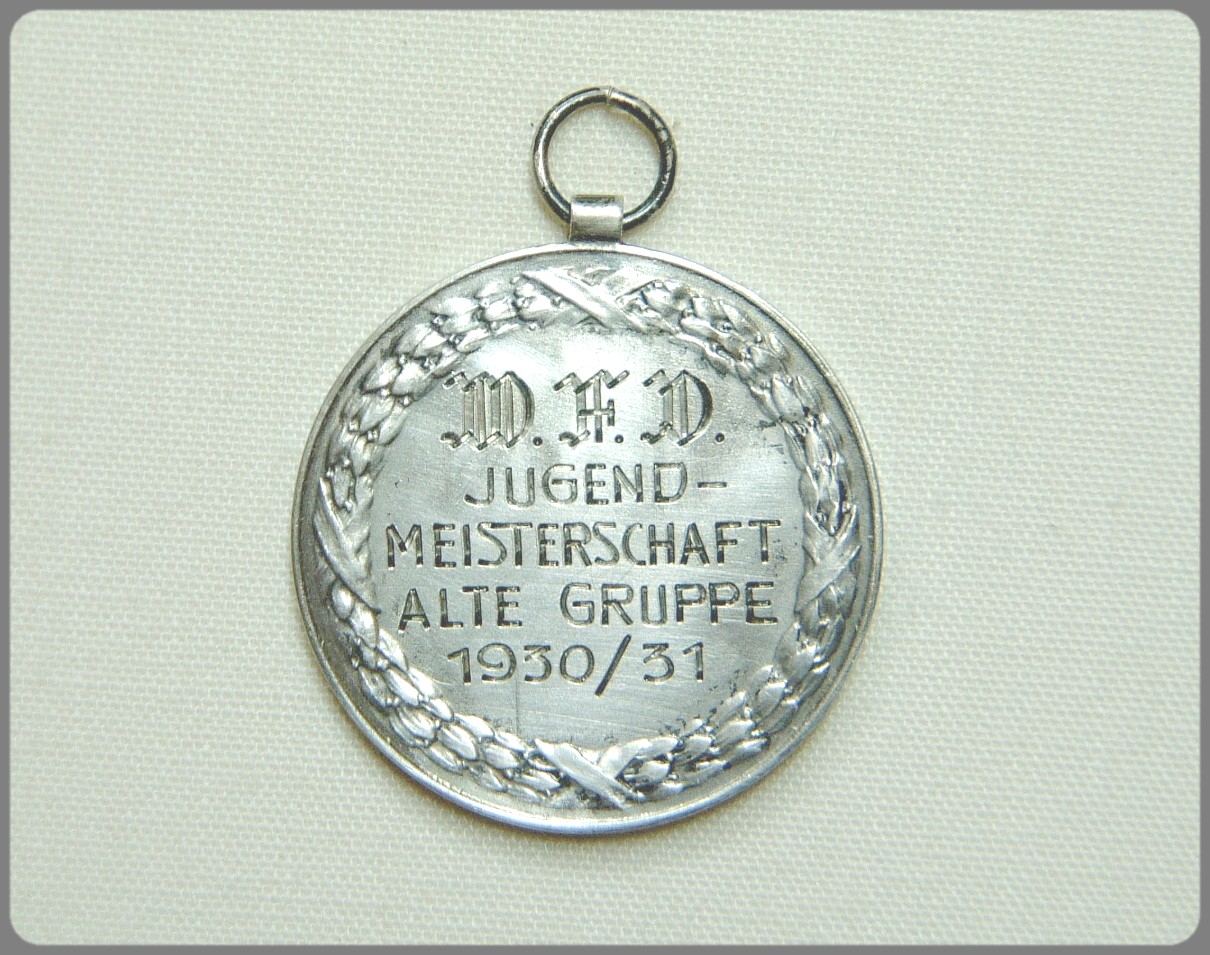 W. F. V.
JUGEND-
MEISTERSCHAFT
ALTE GRUPPE
1930/31